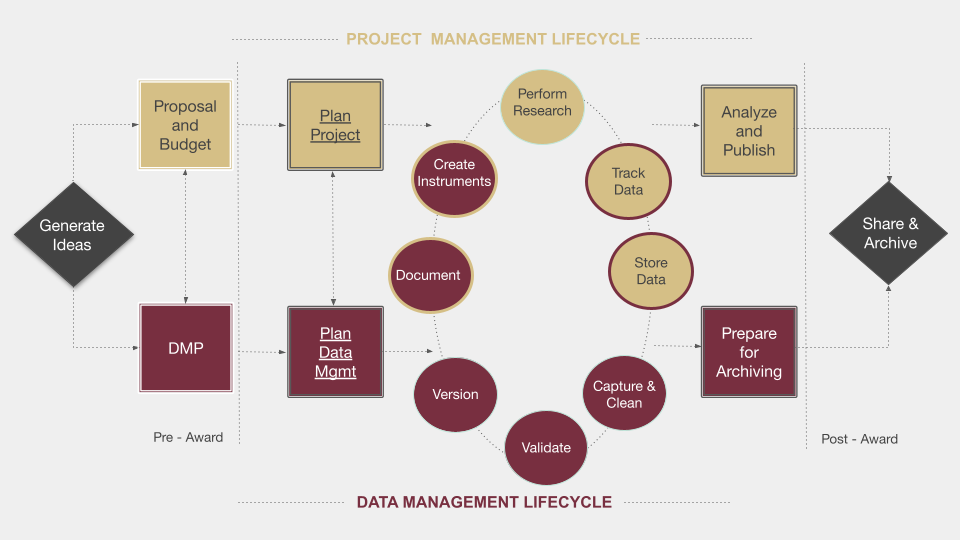 PROJECT MANAGEMENT LIFECYCLE
Proposal
and
Budget
Plan
Project
Perform
Research
Analyze
and
Publish
Create
Instruments
Track
Data
Generate
Ideas
Share &
Archive
Document
Store
Data
DMP
Plan
Data
Mgmt
Prepare
for
Archiving
Version
Capture &
Clean
Validate
Pre - Award
Post - Award
DATA MANAGEMENT LIFECYCLE